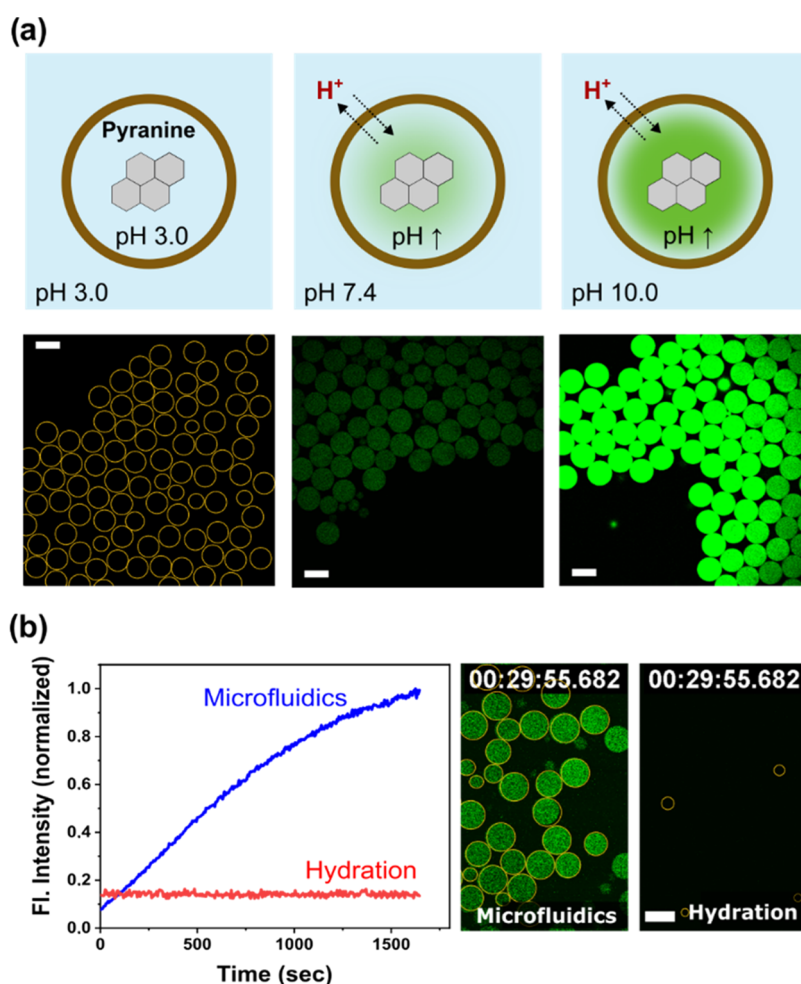 (a)
H+ H+
Pyranine
pH 3.0 pH ↑ pH ↑
pH 3.0 pH 7.4 pH 10.0
(b)
Fl. Intensity (normalized)
1.0
0.8
0.6
0.4
0.2
0.0
Microfluidics
Hydration
0 500 1000 1500
Time (sec)
00:29:55.682 00:29:55.682
Microfluidics Hydration